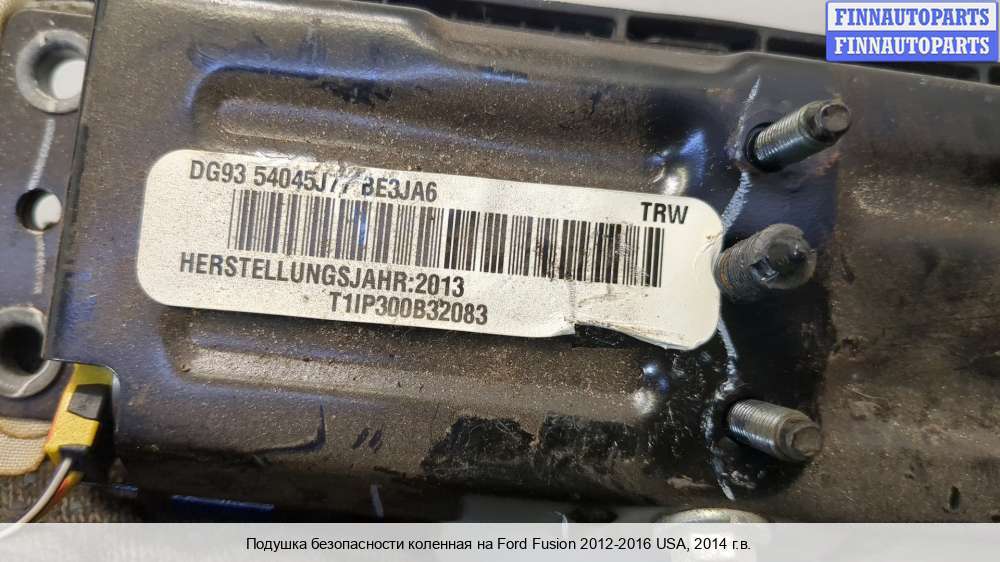 FINNAUTOPARTS
FINNAUTOPARTS
DG93 54045J77 BE3JA6
TRW
HERSTELLUNGSJAHR:2013
T1IP300B32083
Подушка безопасности коленная на Ford Fusion 2012-2016 USA, 2014 г.в.